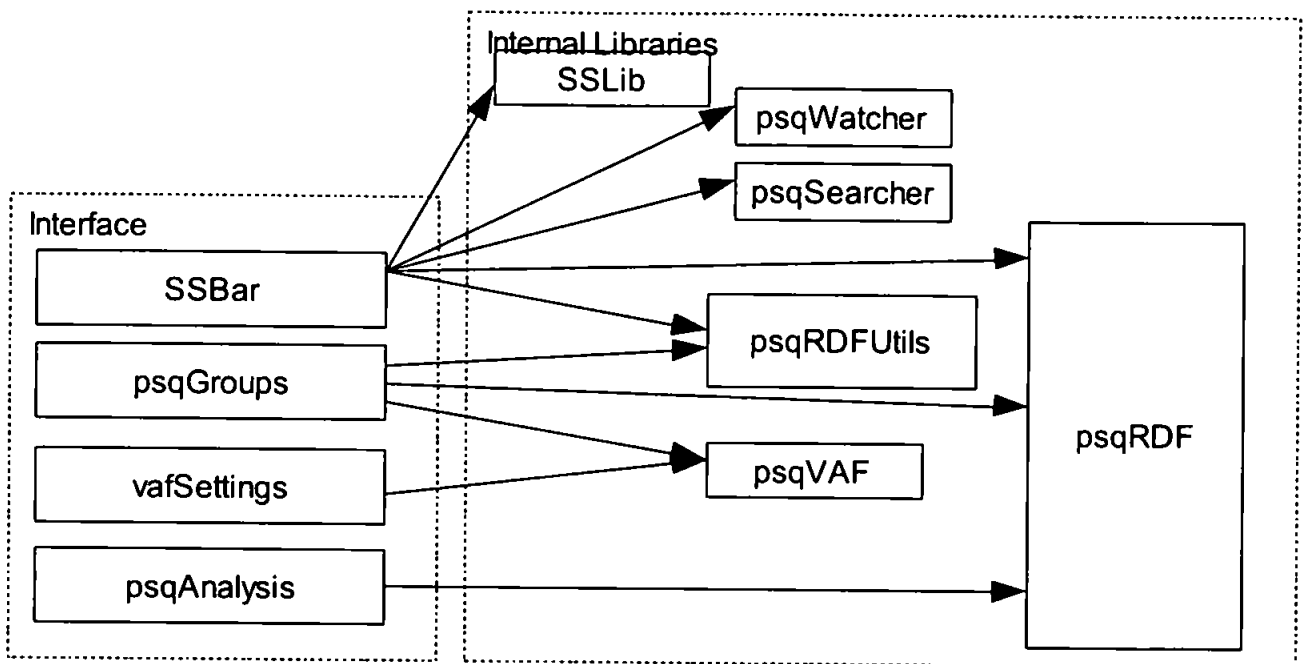 Internal Libraries
SSLib
psqWatcher
psqSearcher
Interface
SSBar
psqRDFUtils
psqGroups
psqRDF
vafSettings
psqVAF
psqAnalysis